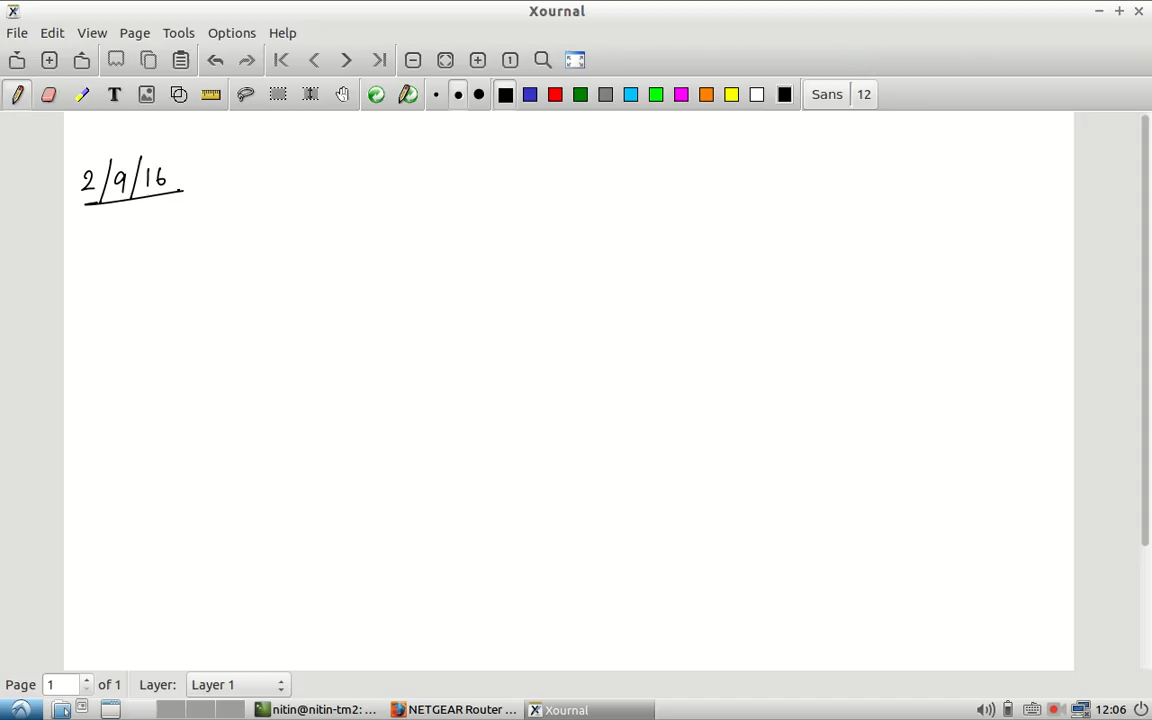 Xournal
File Edit View Page Tools Options Help
Sans 12
2/9/16
Page 1 of 1 Layer: Layer 1
nitin@nitin-tm2: ... NETGEAR Router ... Xournal 12:06